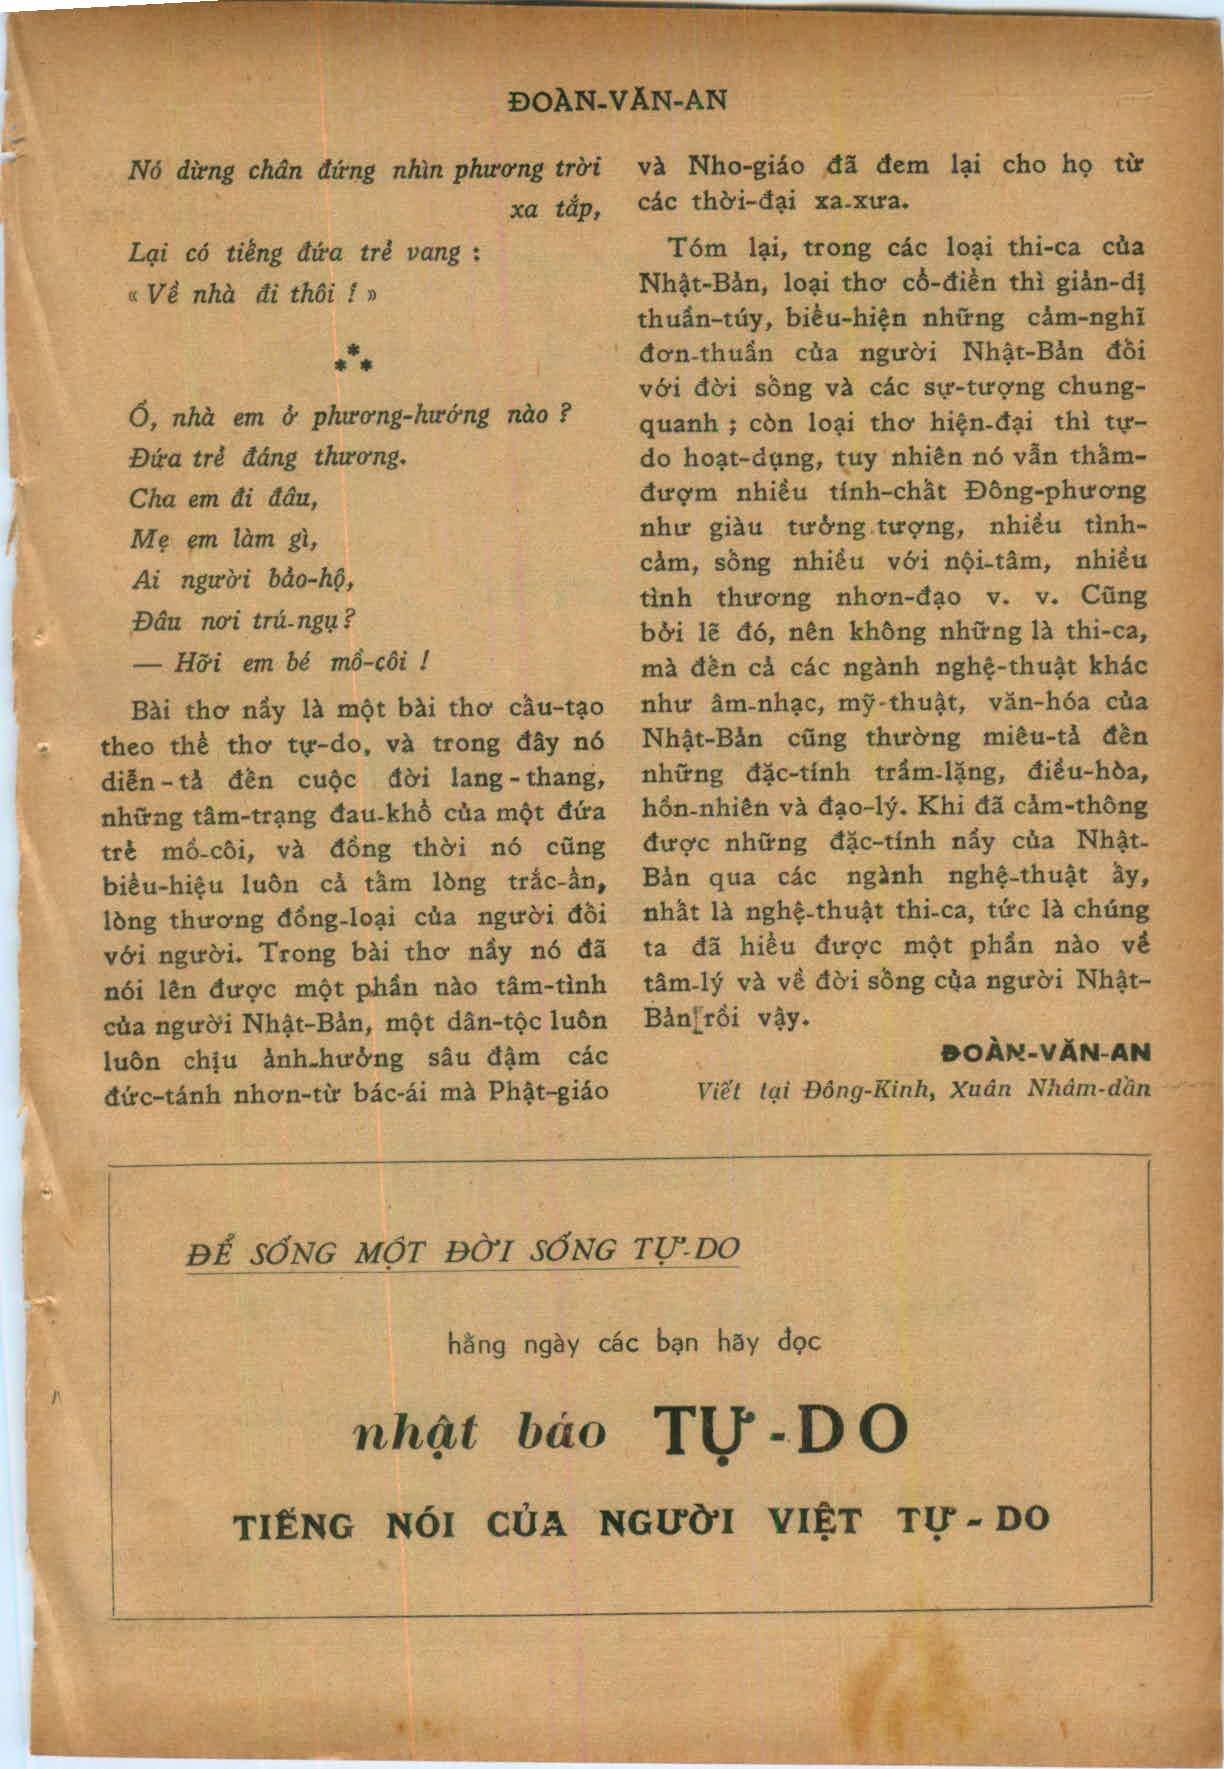 ĐOÀN-VĂN-AN
Nó dừng chân đứng nhìn phương trời
xa tắp,
Lại có tiếng đứa trẻ vang :
« Về nhà đi thôi ! »
***
Ồ, nhà em ở phương-hướng nào ?
Đứa trẻ đáng thương.
Cha em đi đâu,
Mẹ em làm gì,
Ai người bảo-hộ,
Đâu nơi trú-ngụ ?
— Hỡi em bé mồ-côi !
Bài thơ nầy là một bài thơ cấu-tạo
theo thể thơ tự-do, và trong đây nó
diễn-tả đến cuộc đời lang-thang,
những tâm-trạng đau-khổ của một đứa
trẻ mồ-côi, và đồng thời nó cũng
biểu-hiệu luôn cả tấm lòng trắc-ẩn,
lòng thương đồng-loại của người đối
với người. Trong bài thơ nầy nó đã
nói lên được một phần nào tâm-tình
của người Nhật-Bản, một dân-tộc luôn
luôn chịu ảnh-hưởng sâu đậm các
đức-tánh nhơn-từ bác-ái mà Phật-giáo
và Nho-giáo đã đem lại cho họ từ
các thời-đại xa-xưa.
Tóm lại, trong các loại thi-ca của
Nhật-Bản, loại thơ cổ-điển thì giản-dị
thuần-túy, biểu-hiện những cảm-nghĩ
đơn-thuần của người Nhật-Bản đối
với đời sống và các sự-tượng chung-
quanh ; còn loại thơ hiện-đại thì tự-
do hoạt-dụng, tuy nhiên nó vẫn thấm-
đượm nhiều tính-chất Đông-phương
như giàu tưởng-tượng, nhiều tình-
cảm, sống nhiều với nội-tâm, nhiều
tình thương nhơn-đạo v. v. Cũng
bởi lẽ đó, nên không những là thi-ca,
mà đến cả các ngành nghệ-thuật khác
như âm-nhạc, mỹ-thuật, văn-hóa của
Nhật-Bản cũng thường miêu-tả đến
những đặc-tính trầm-lặng, điều-hòa,
hồn-nhiên và đạo-lý. Khi đã cảm-thông
được những đặc-tính nầy của Nhật-
Bản qua các ngành nghệ-thuật ấy,
nhất là nghệ-thuật thi-ca, tức là chúng
ta đã hiểu được một phần nào về
tâm-lý và về đời sống của người Nhật-
Bản rồi vậy.
ĐOÀN-VĂN-AN
Viết tại Đông-Kinh, Xuân Nhâm-dần
ĐỂ SỐNG MỘT ĐỜI SỐNG TỰ-DO
hằng ngày các bạn hãy đọc
nhật báo TỰ-DO
TIẾNG NÓI CỦA NGƯỜI VIỆT TỰ-DO